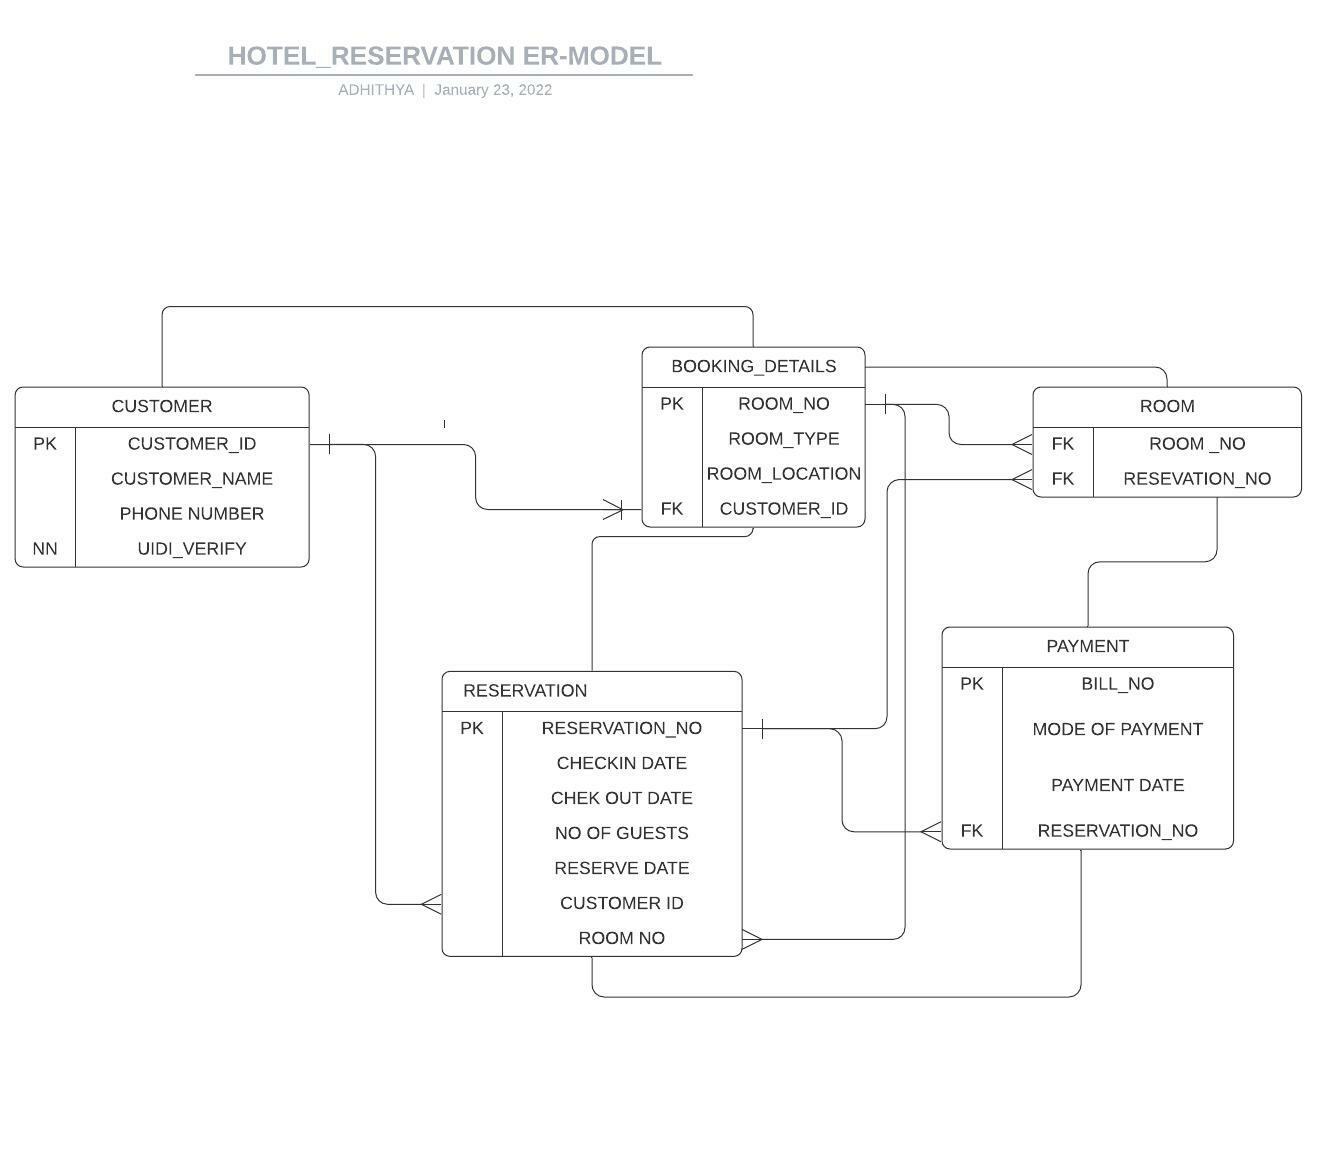 HOTEL_RESERVATION ER-MODEL
ADHITHYA | January 23, 2022
CUSTOMER
PK CUSTOMER_ID
CUSTOMER_NAME
PHONE NUMBER
NN UIDI_VERIFY
BOOKING_DETAILS
PK ROOM_NO
ROOM_TYPE
ROOM_LOCATION
FK CUSTOMER_ID
ROOM
FK ROOM _NO
FK RESEVATION_NO
RESERVATION
PK RESERVATION_NO
CHECKIN DATE
CHEK OUT DATE
NO OF GUESTS
RESERVE DATE
CUSTOMER ID
ROOM NO
PAYMENT
PK BILL_NO
MODE OF PAYMENT
PAYMENT DATE
FK RESERVATION_NO